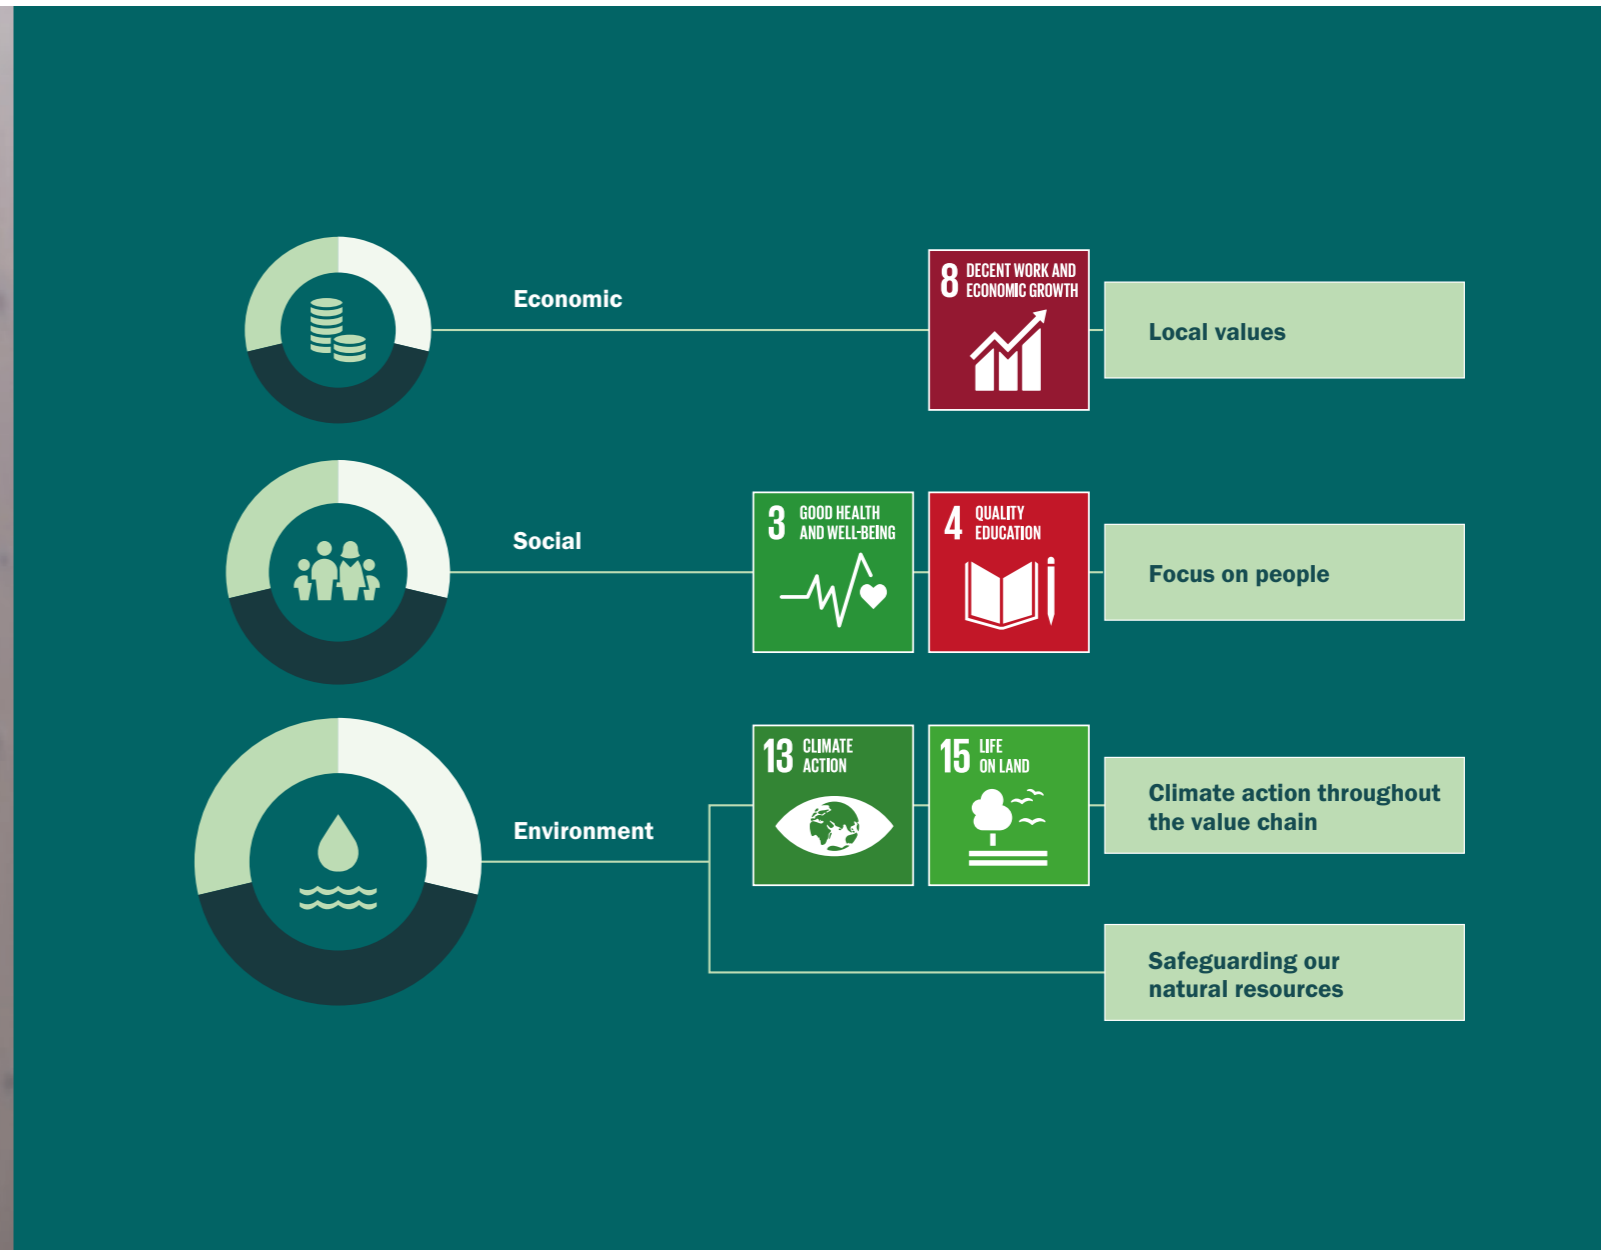 Economic
8 DECENT WORK AND
ECONOMIC GROWTH
Local values
Social
3 GOOD HEALTH
AND WELL-BEING
4 QUALITY
EDUCATION
Focus on people
Environment
13 CLIMATE
ACTION
15 LIFE
ON LAND
Climate action throughout
the value chain
Safeguarding our
natural resources